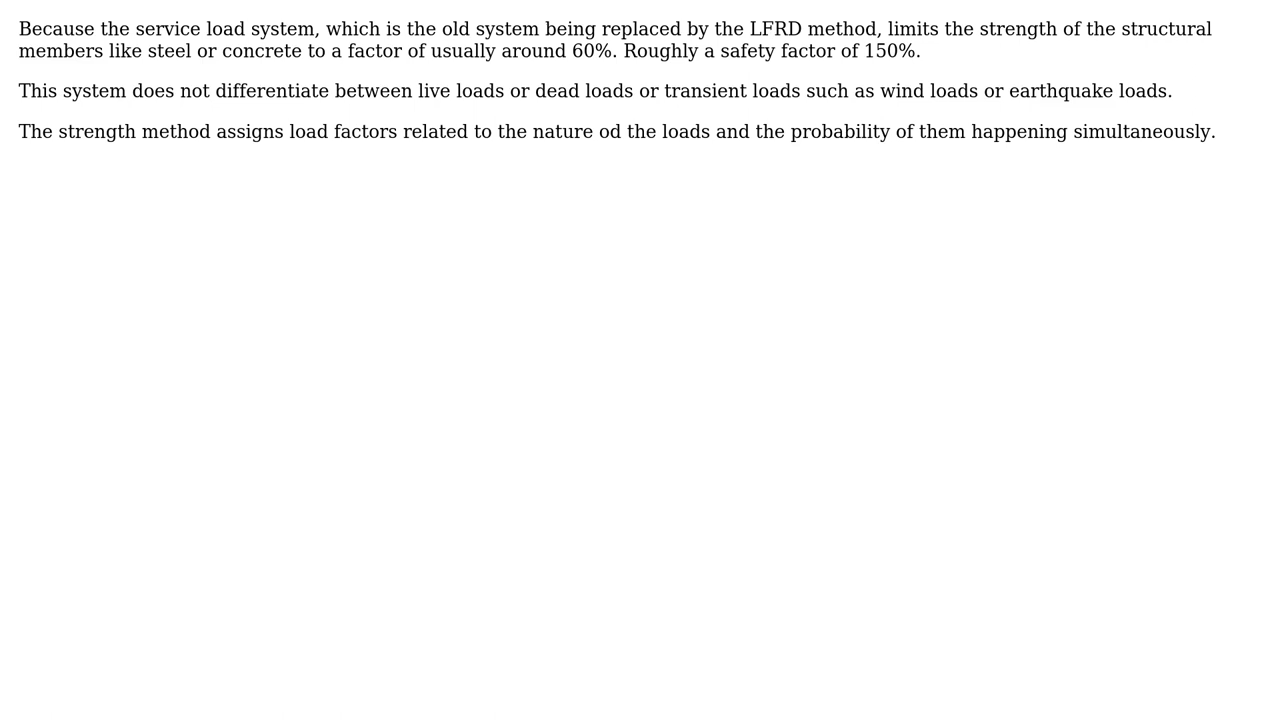 Because the service load system, which is the old system being replaced by the LFRD method, limits the strength of the structural
members like steel or concrete to a factor of usually around 60%. Roughly a safety factor of 150%.
This system does not differentiate between live loads or dead loads or transient loads such as wind loads or earthquake loads.
The strength method assigns load factors related to the nature od the loads and the probability of them happening simultaneously.